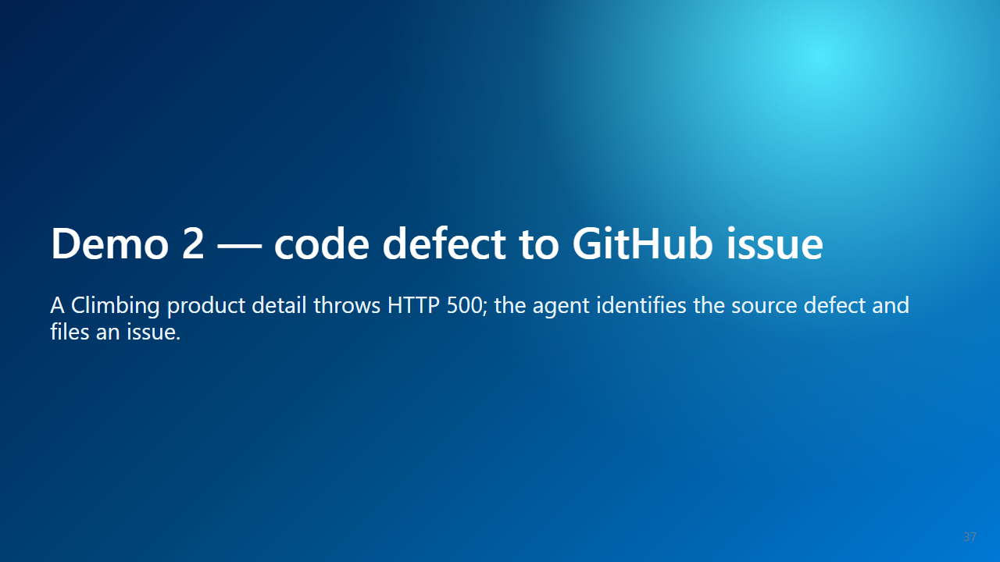 Demo 2 — code defect to GitHub issue
A Climbing product detail throws HTTP 500; the agent identifies the source defect and
files an issue.
37